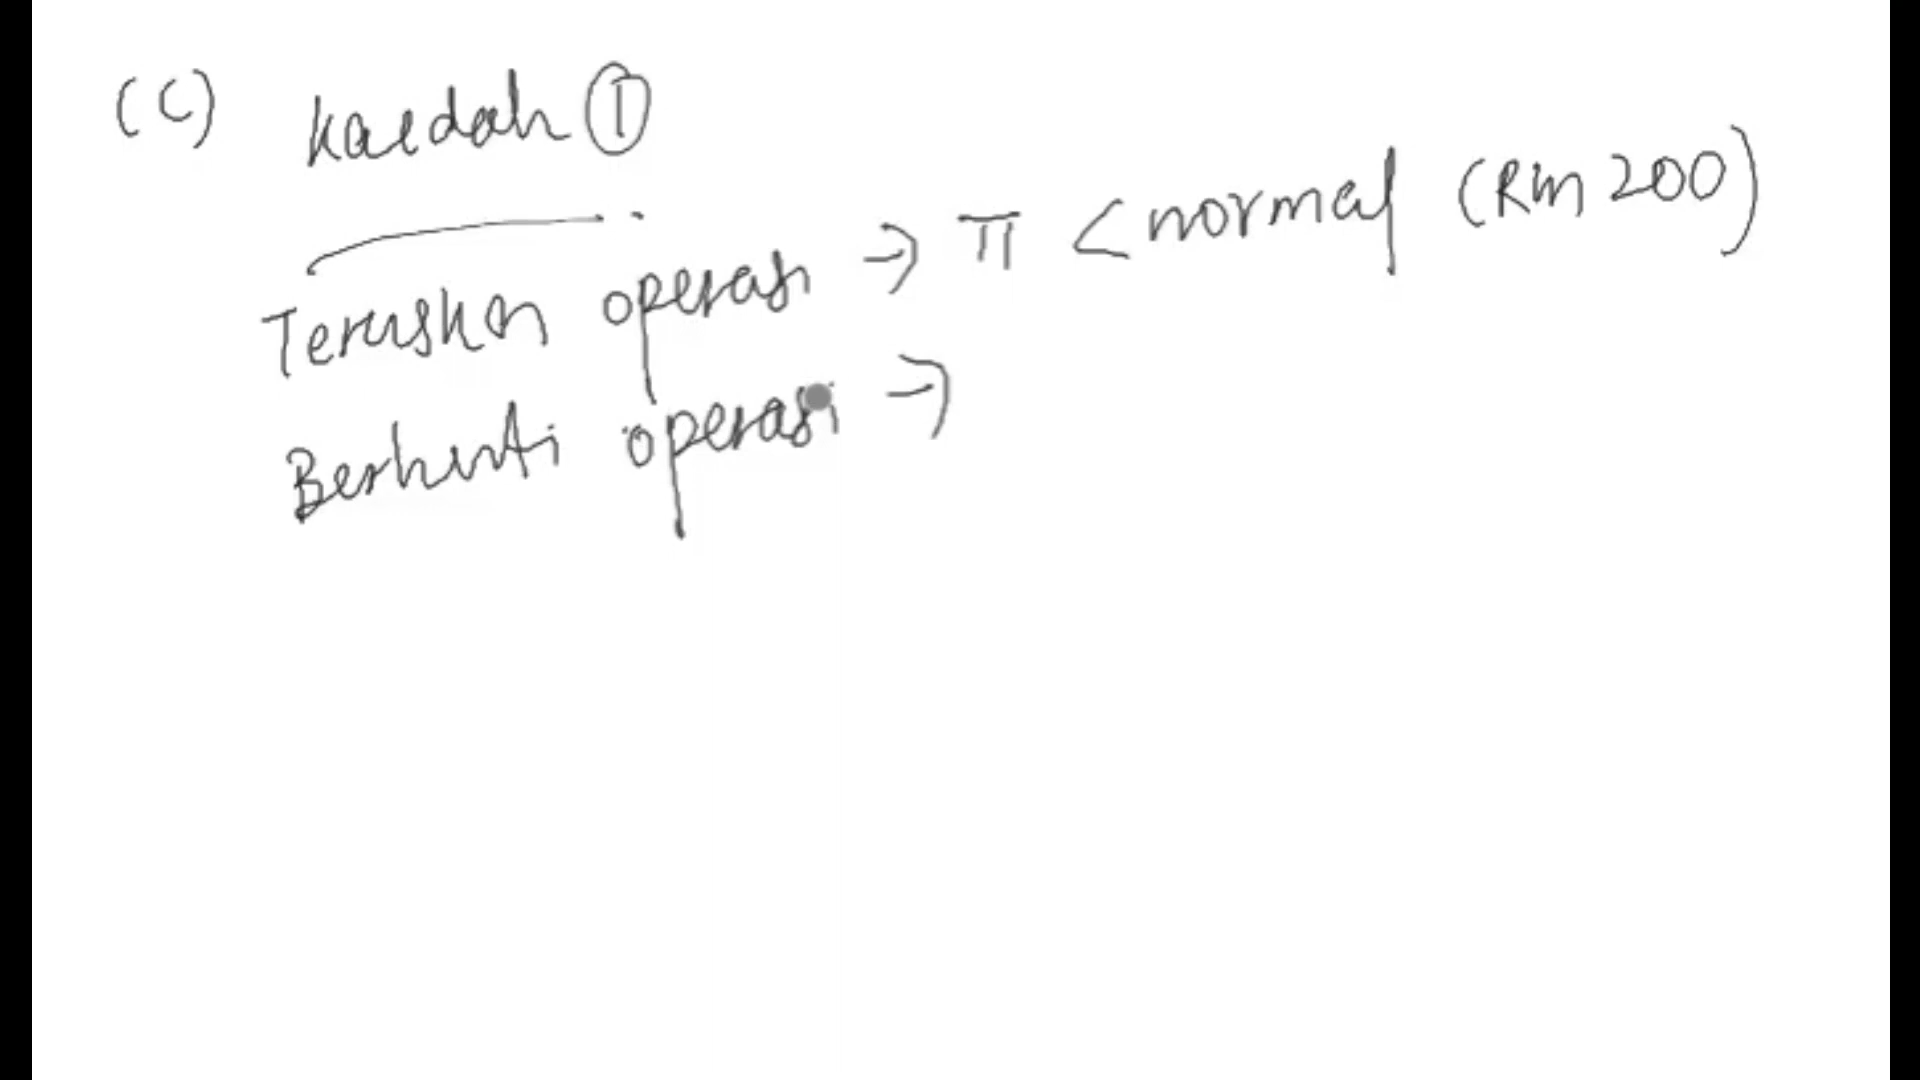 (C) Kaedah ①
Teruskan operasi → π < normal (RM 200)
Berhenti operasi →